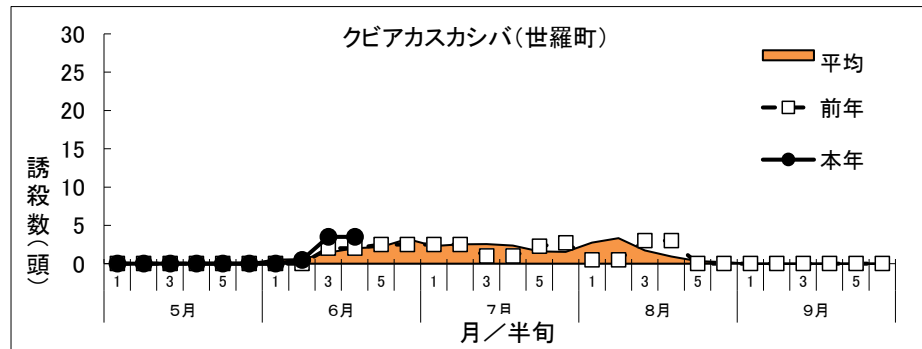 クビアカスカシバ（世羅町）
30
25
20
15
10
5
0
誘殺数（頭）
平均
前年
本年
1 3 5 1 3 5 1 3 5 1 3 5 1 3 5
5月 6月 7月 8月 9月
月／半旬